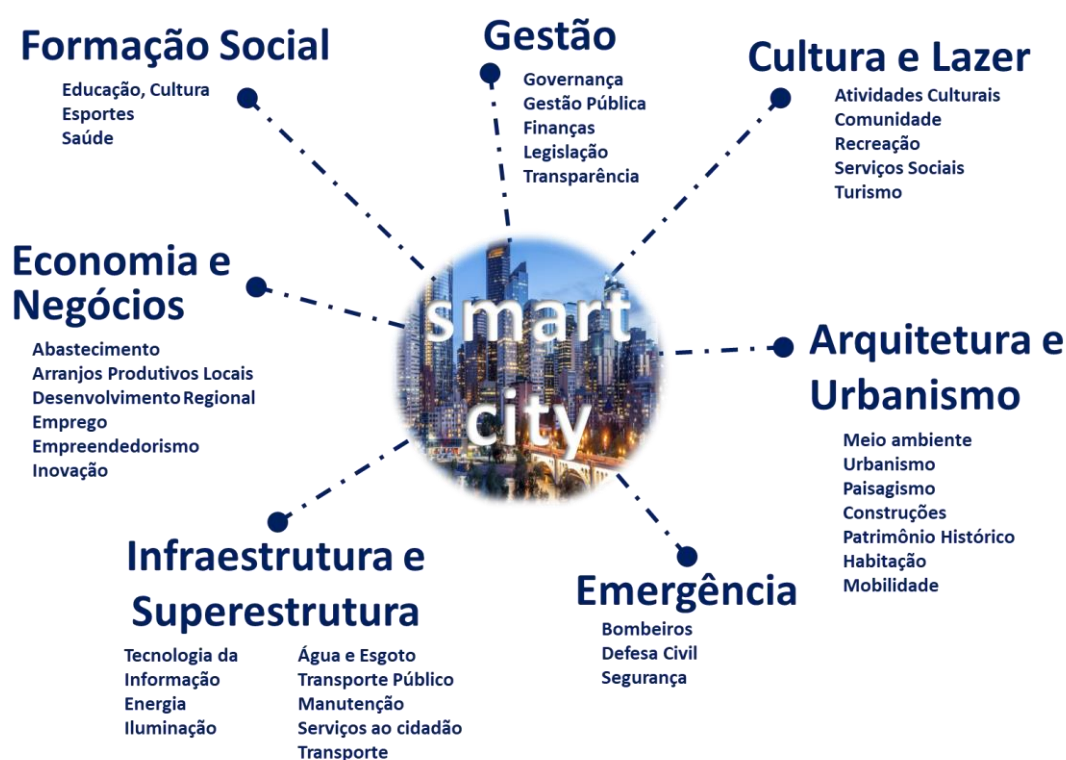 Formação Social
Educação, Cultura
Esportes
Saúde
Gestão
Governança
Gestão Pública
Finanças
Legislação
Transparência
Cultura e Lazer
Atividades Culturais
Comunidade
Recreação
Serviços Sociais
Turismo
Economia e
Negócios
Abastecimento
Arranjos Produtivos Locais
Desenvolvimento Regional
Emprego
Empreendedorismo
Inovação
smart
city
Arquitetura e
Urbanismo
Meio ambiente
Urbanismo
Paisagismo
Construções
Patrimônio Histórico
Habitação
Mobilidade
Infraestrutura e
Superestrutura
Tecnologia da
Informação
Energia
Iluminação
Água e Esgoto
Transporte Público
Manutenção
Serviços ao cidadão
Transporte
Emergência
Bombeiros
Defesa Civil
Segurança